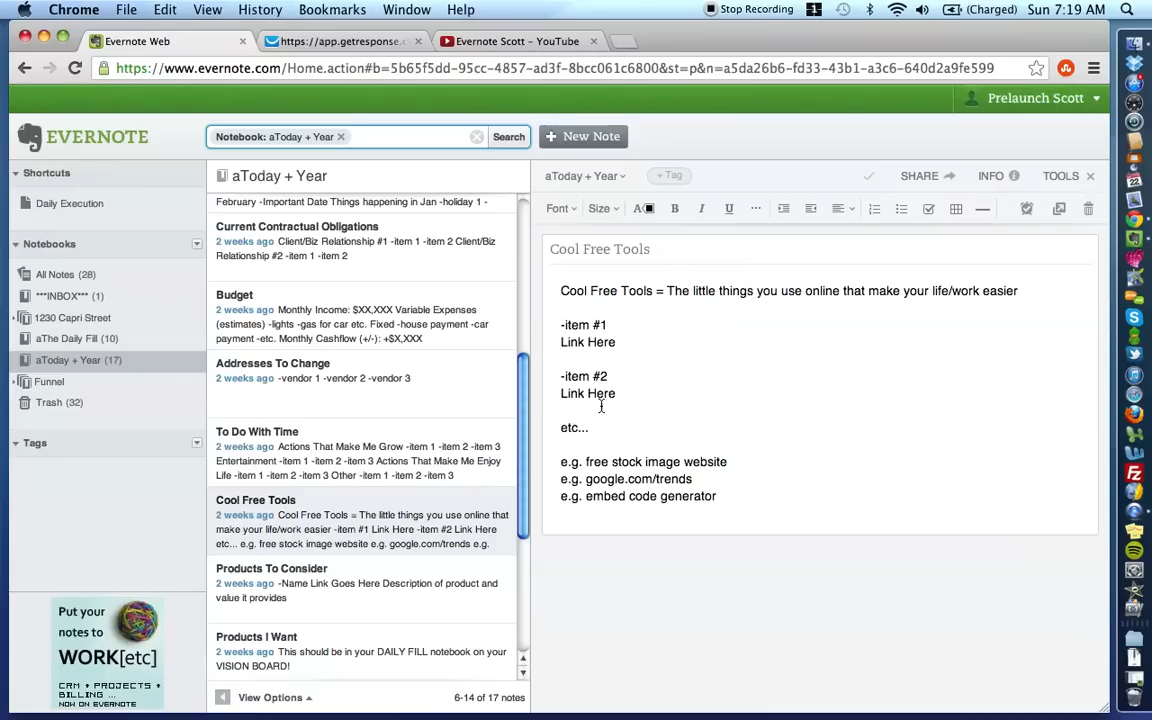 Chrome File Edit View History Bookmarks Window Help Stop Recording 1 (Charged) Sun 7:19 AM
Evernote Web × https://app.getresponse.c × Evernote Scott - YouTube ×
https://www.evernote.com/Home.action#b=5b65f5dd-95cc-4857-ad3f-8bcc061c6800&st=p&n=a5da26b6-fd33-43b1-a3c6-640d2a9fe599
Prelaunch Scott
EVERNOTE Notebook: aToday + Year × Search + New Note
Shortcuts
Daily Execution
Notebooks
All Notes (28)
***INBOX*** (1)
1230 Capri Street
aThe Daily Fill (10)
aToday + Year (17)
Funnel
Trash (32)
Tags
Put your
notes to
WORK[etc]
CRM + PROJECTS +
BILLING ...
NOW ON EVERNOTE
aToday + Year
February -Important Date Things happening in Jan -holiday 1 -
Current Contractual Obligations
2 weeks ago Client/Biz Relationship #1 -item 1 -item 2 Client/Biz
Relationship #2 -item 1 -item 2
Budget
2 weeks ago Monthly Income: $XX,XXX Variable Expenses
(estimates) -lights -gas for car etc. Fixed -house payment -car
payment -etc. Monthly Cashflow (+/-): +$X,XXX
Addresses To Change
2 weeks ago -vendor 1 -vendor 2 -vendor 3
To Do With Time
2 weeks ago Actions That Make Me Grow -item 1 -item 2 -item 3
Entertainment -item 1 -item 2 -item 3 Actions That Make Me Enjoy
Life -item 1 -item 2 -item 3 Other -item 1 -item 2 -item 3
Cool Free Tools
2 weeks ago Cool Free Tools = The little things you use online that
make your life/work easier -item #1 Link Here -item #2 Link Here
etc... e.g. free stock image website e.g. google.com/trends e.g.
Products To Consider
2 weeks ago -Name Link Goes Here Description of product and
value it provides
Products I Want
2 weeks ago This should be in your DAILY FILL notebook on your
VISION BOARD!
View Options 6-14 of 17 notes
aToday + Year + Tag SHARE INFO TOOLS ×
Font Size A B I U ...
Cool Free Tools
Cool Free Tools = The little things you use online that make your life/work easier
-item #1
Link Here
-item #2
Link Here
etc...
e.g. free stock image website
e.g. google.com/trends
e.g. embed code generator